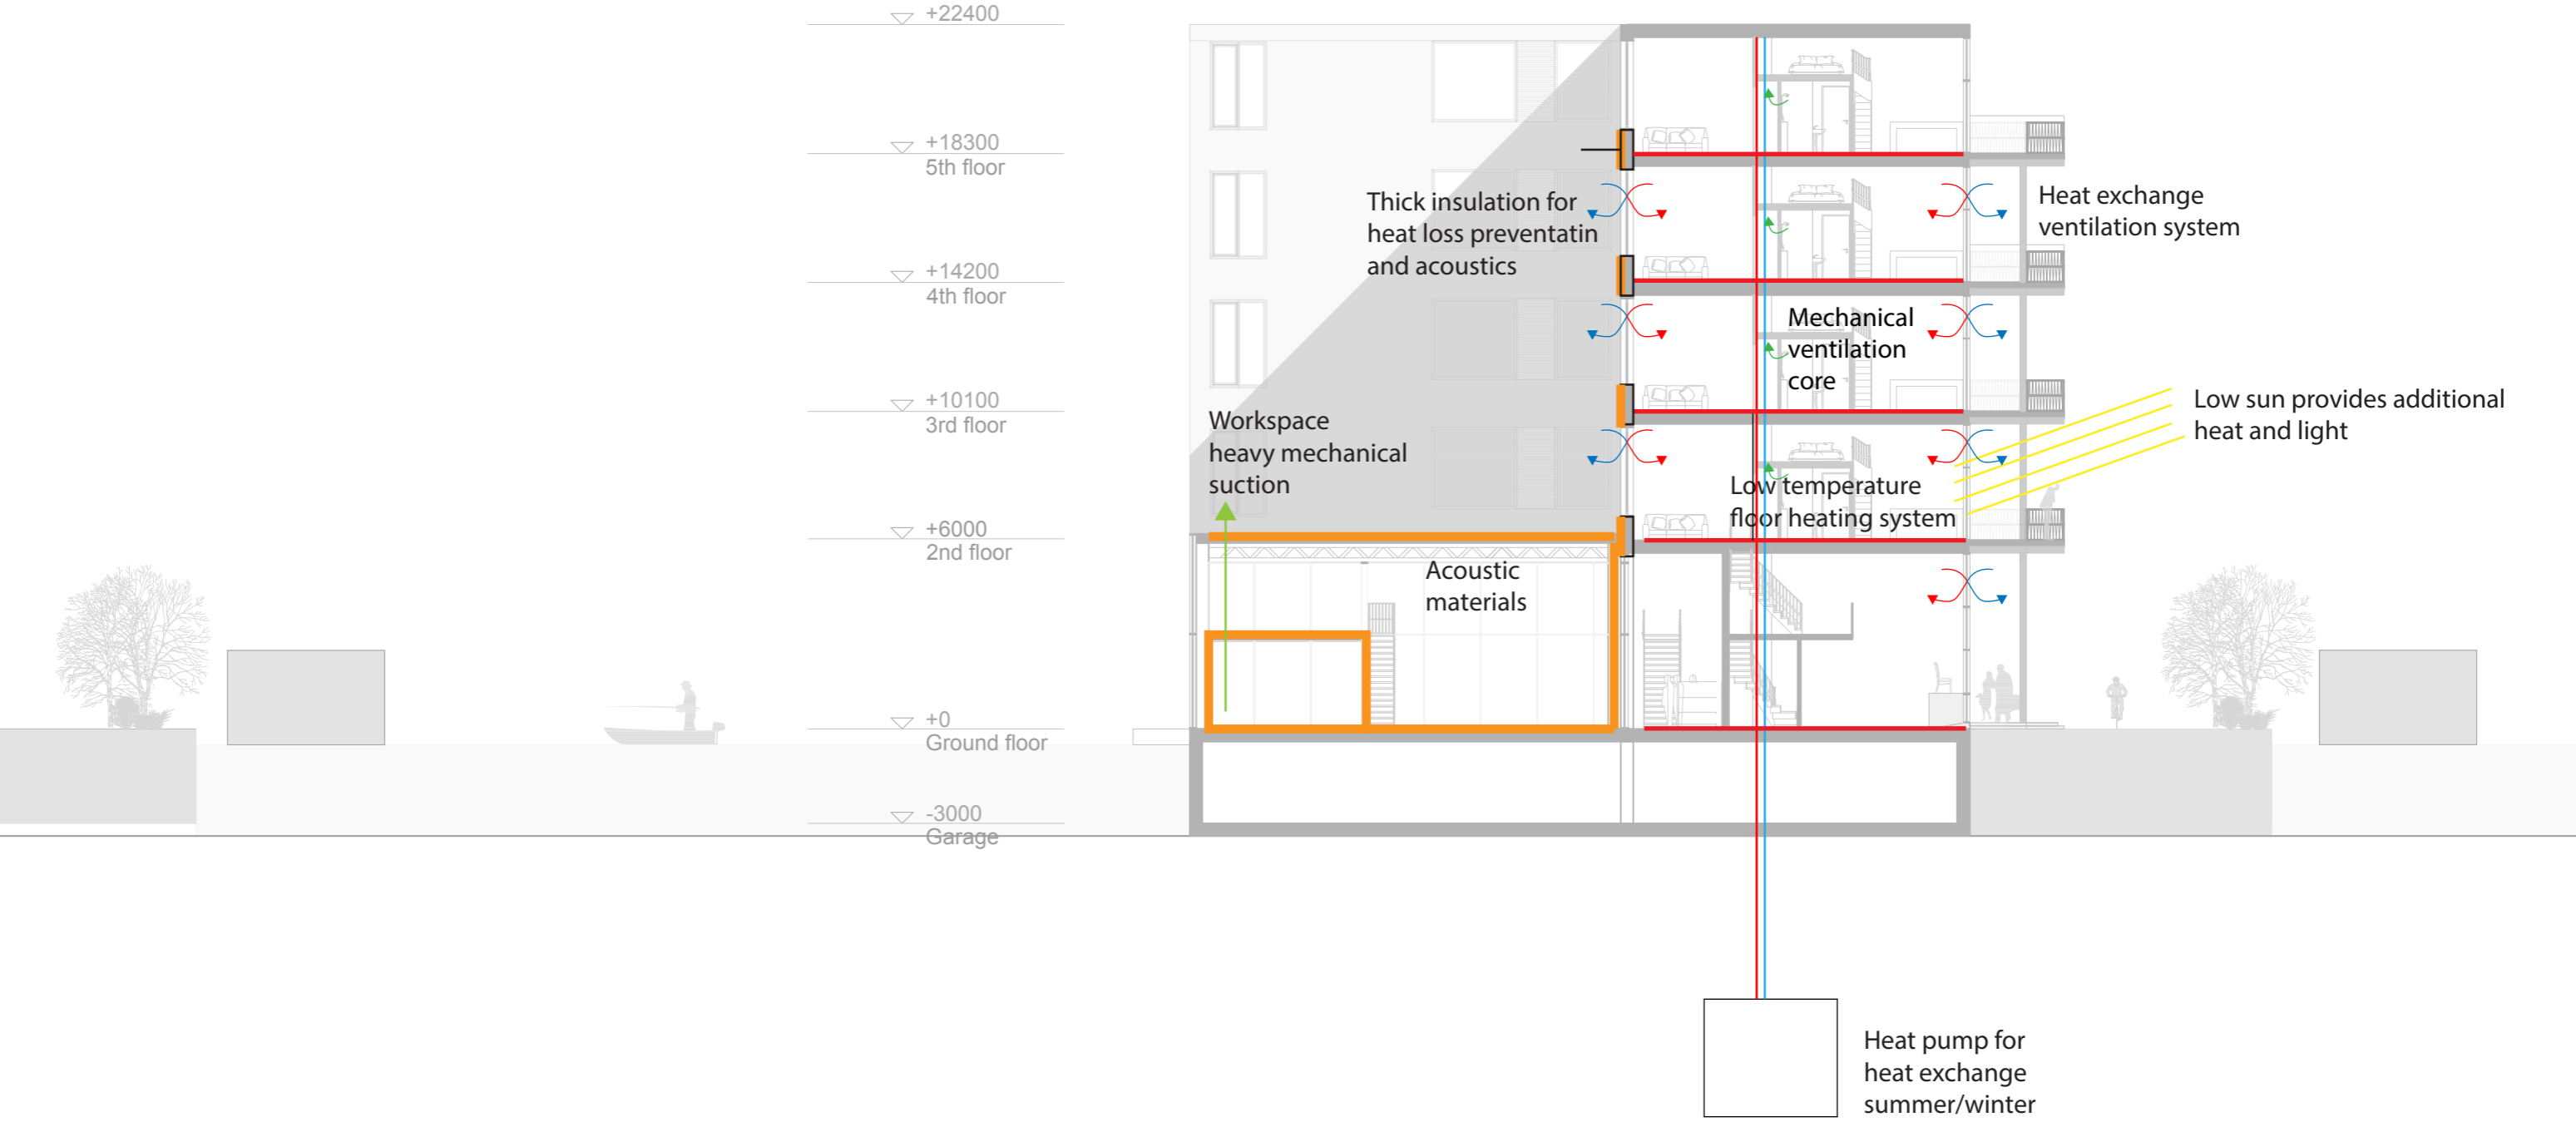 +22400
+18300
5th floor
+14200
4th floor
+10100
3rd floor
+6000
2nd floor
+0
Ground floor
-3000
Garage
Thick insulation for
heat loss preventatin
and acoustics
Workspace
heavy mechanical
suction
Acoustic
materials
Mechanical
ventilation
core
Low temperature
floor heating system
Heat exchange
ventilation system
Low sun provides additional
heat and light
Heat pump for
heat exchange
summer/winter